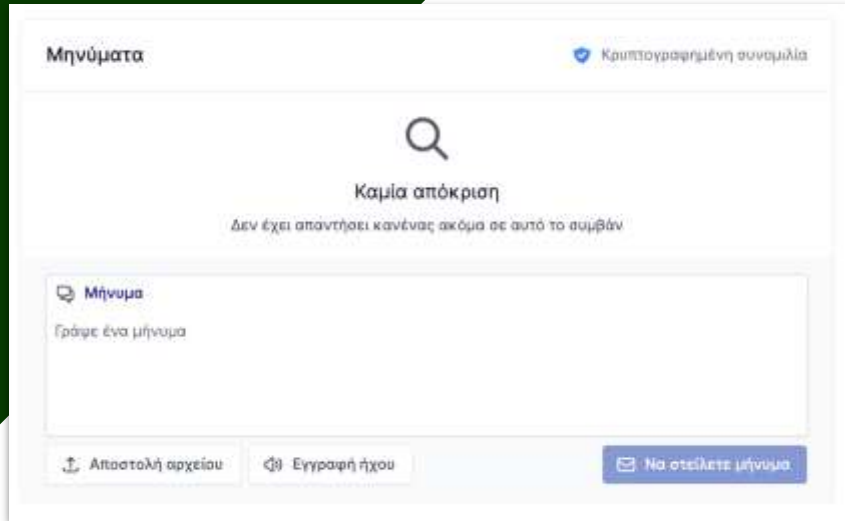 Μηνύματα
Κρυπτογραφημένη συνομιλία
Καμία απόκριση
Δεν έχει απαντήσει κανένας ακόμα σε αυτό το συμβάν
Μήνυμα
Γράψε ένα μήνυμα
Αποστολή αρχείου
Εγγραφή ήχου
Να στείλετε μήνυμα